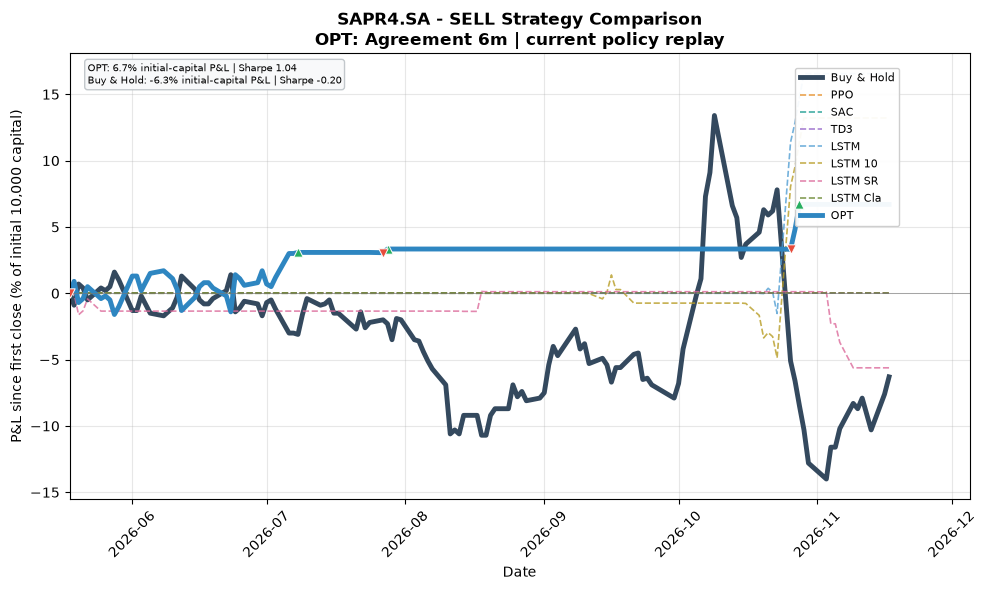 SAPR4.SA - SELL Strategy Comparison
OPT: Agreement 6m | current policy replay
OPT: 6.7% initial-capital P&L | Sharpe 1.04
Buy & Hold: -6.3% initial-capital P&L | Sharpe -0.20
Buy & Hold
PPO
SAC
TD3
LSTM
LSTM 10
LSTM SR
LSTM Cla
OPT
P&L since first close (% of initial 10,000 capital)
15
10
5
0
−5
−10
−15
2026-06
2026-07
2026-08
2026-09
2026-10
2026-11
2026-12
Date